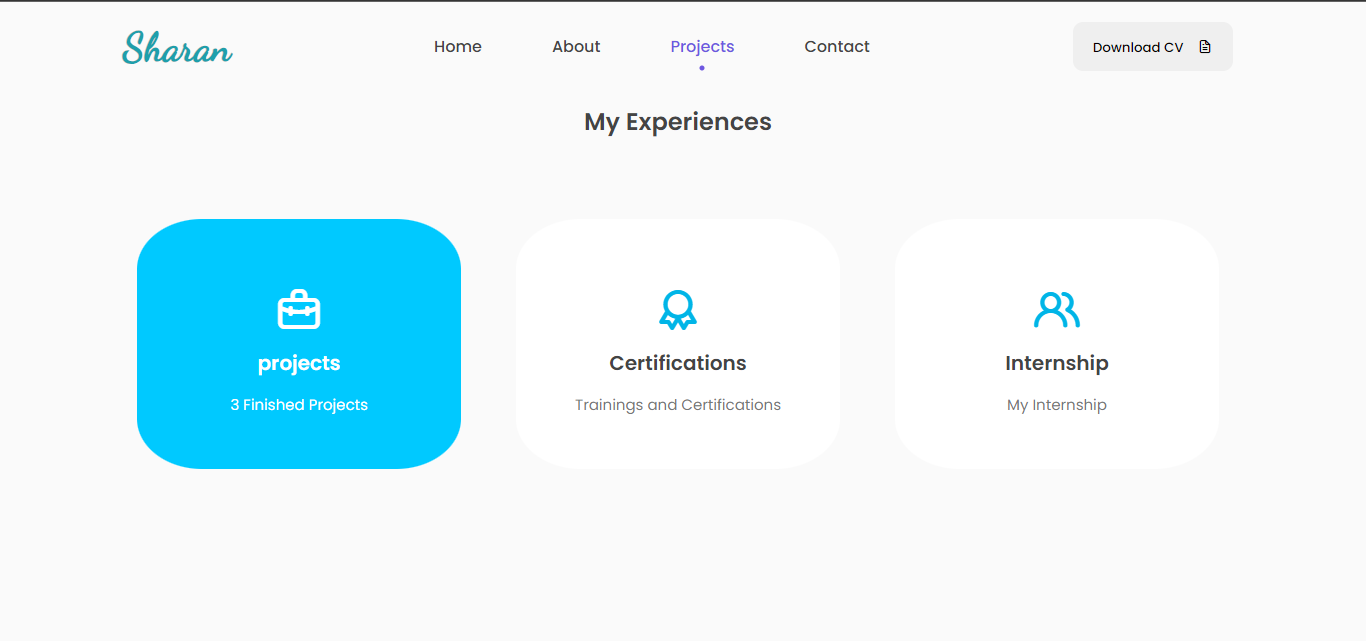 Sharan
Home About Projects Contact
Download CV
My Experiences
projects
3 Finished Projects
Certifications
Trainings and Certifications
Internship
My Internship